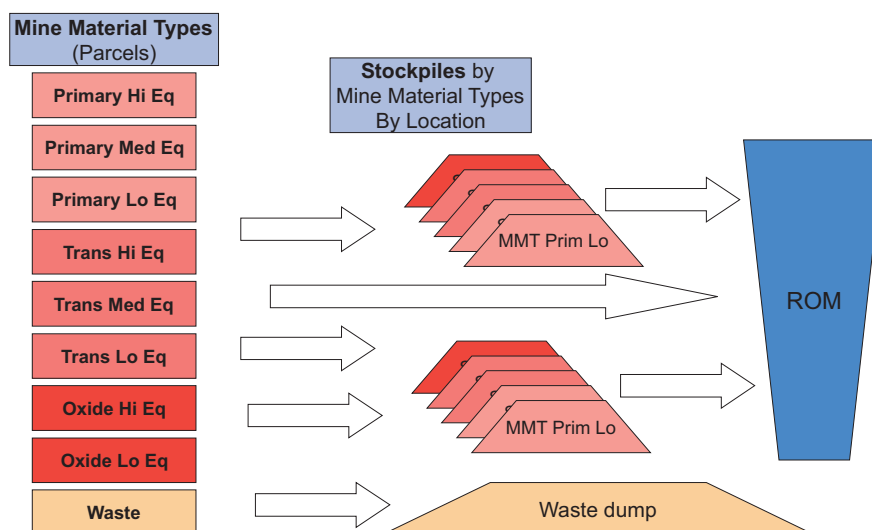 Mine Material Types
(Parcels)
Primary Hi Eq
Primary Med Eq
Primary Lo Eq
Trans Hi Eq
Trans Med Eq
Trans Lo Eq
Oxide Hi Eq
Oxide Lo Eq
Waste
Stockpiles by
Mine Material Types
By Location
MMT Prim Lo
MMT Prim Lo
Waste dump
ROM